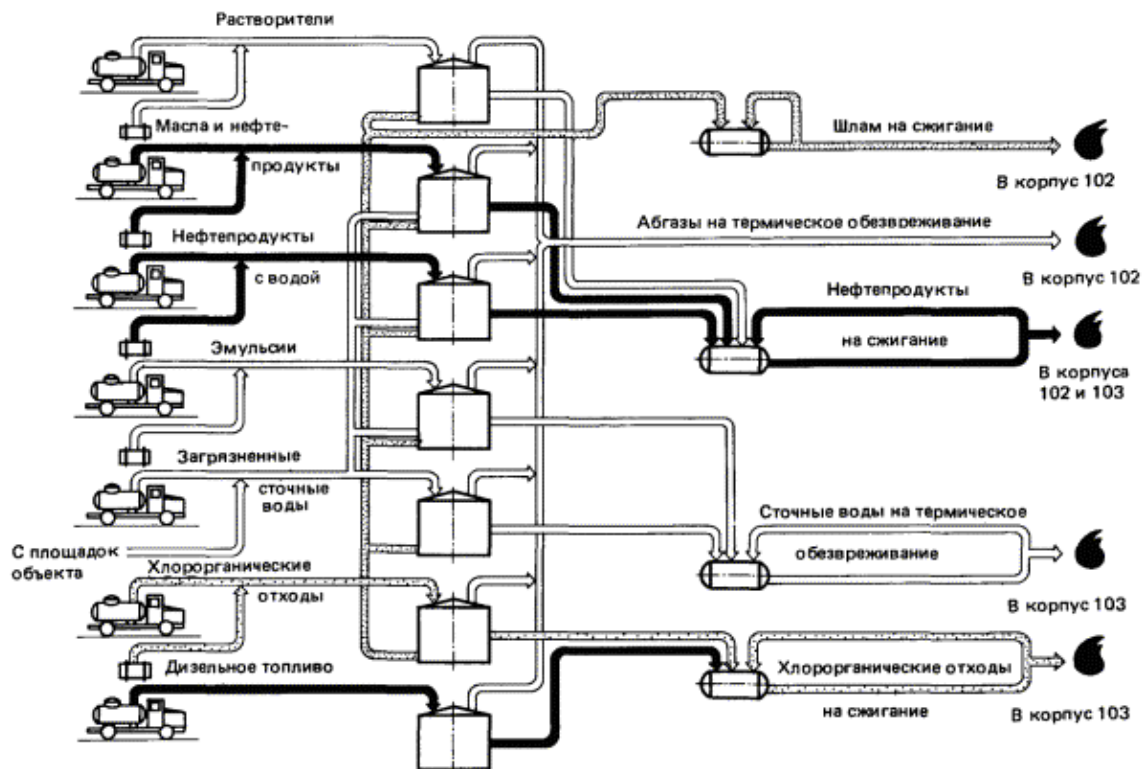 Растворители
Масла и нефте-
продукты
Нефтепродукты
с водой
Эмульсии
Загрязненные
сточные
воды
С площадок
объекта
Хлорорганические
отходы
Дизельное топливо
Шлам на сжигание
В корпус 102
Абгазы на термическое обезвреживание
В корпус 102
Нефтепродукты
на сжигание
В корпуса
102 и 103
Сточные воды на термическое
обезвреживание
В корпус 103
Хлорорганические отходы
на сжигание
В корпус 103